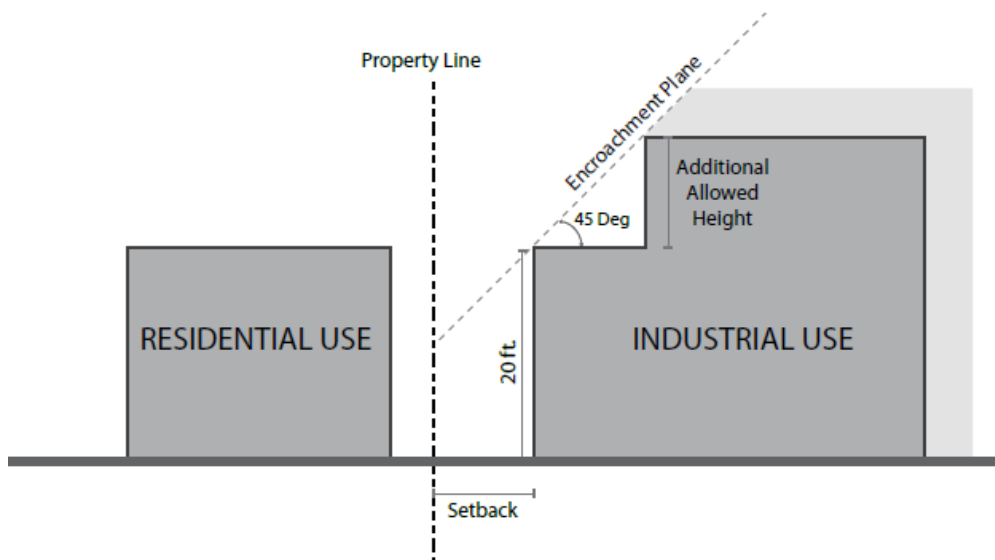 Property Line
Encroachment Plane
45 Deg
Additional
Allowed
Height
RESIDENTIAL USE
20 ft.
INDUSTRIAL USE
Setback